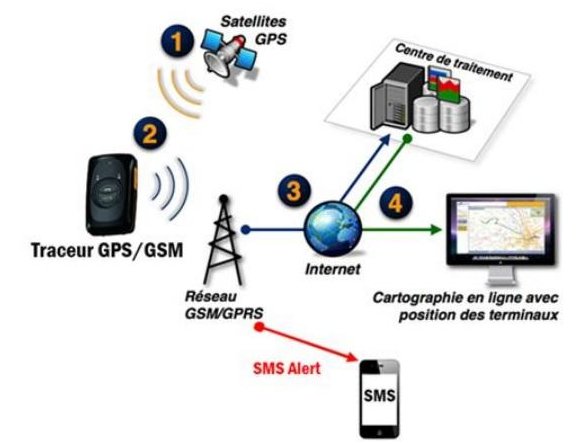 Satellites
GPS
1
Centre de traitement
2
3
4
Traceur GPS/GSM
Internet
Réseau
GSM/GPRS
Cartographie en ligne avec
position des terminaux
SMS Alert
SMS